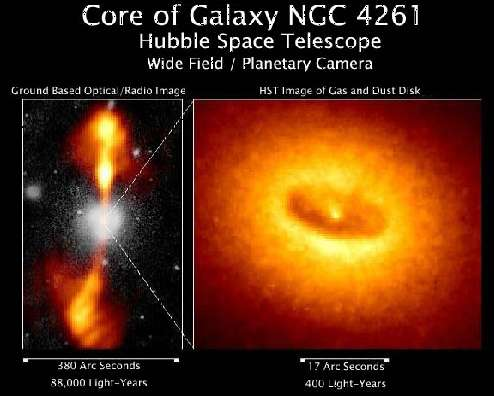 Core of Galaxy NGC 4261
Hubble Space Telescope
Wide Field / Planetary Camera
Ground Based Optical/Radio Image
HST Image of Gas and Dust Disk
380 Arc Seconds
88,000 Light-Years
17 Arc Seconds
400 Light-Years